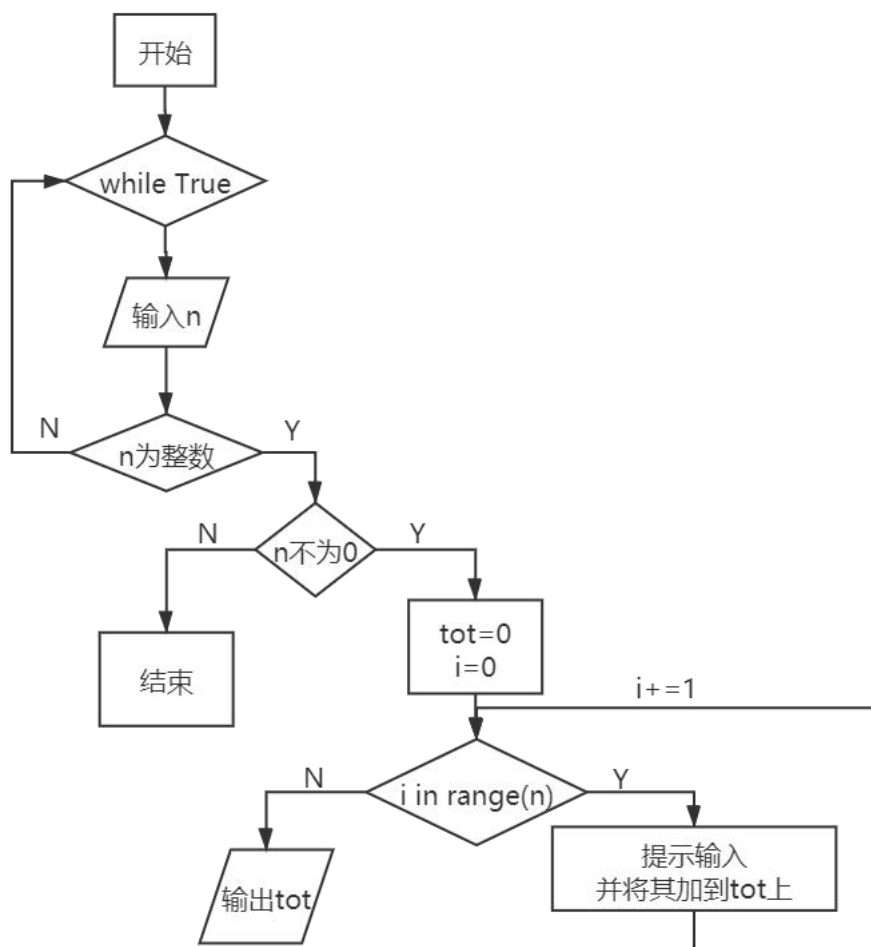 开始
while True
输入n
N
Y
n为整数
N
Y
n不为0
tot=0
i=0
结束
i+=1
N
Y
i in range(n)
提示输入
并将其加到tot上
输出tot